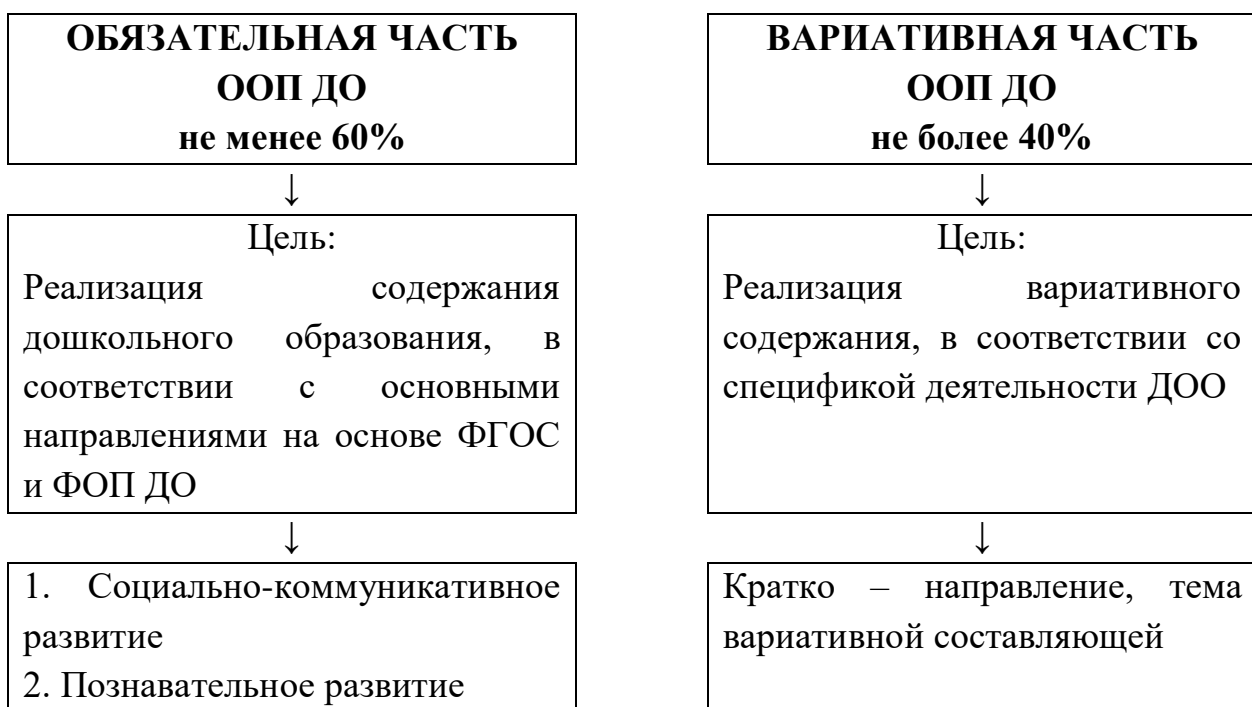 ОБЯЗАТЕЛЬНАЯ ЧАСТЬ
ООП ДО
не менее 60%
↓
Цель:
Реализация содержания
дошкольного образования, в
соответствии с основными
направлениями на основе ФГОС
и ФОП ДО
↓
1. Социально-коммуникативное
развитие
2. Познавательное развитие
ВАРИАТИВНАЯ ЧАСТЬ
ООП ДО
не более 40%
↓
Цель:
Реализация вариативного
содержания, в соответствии со
спецификой деятельности ДОО
↓
Кратко – направление, тема
вариативной составляющей